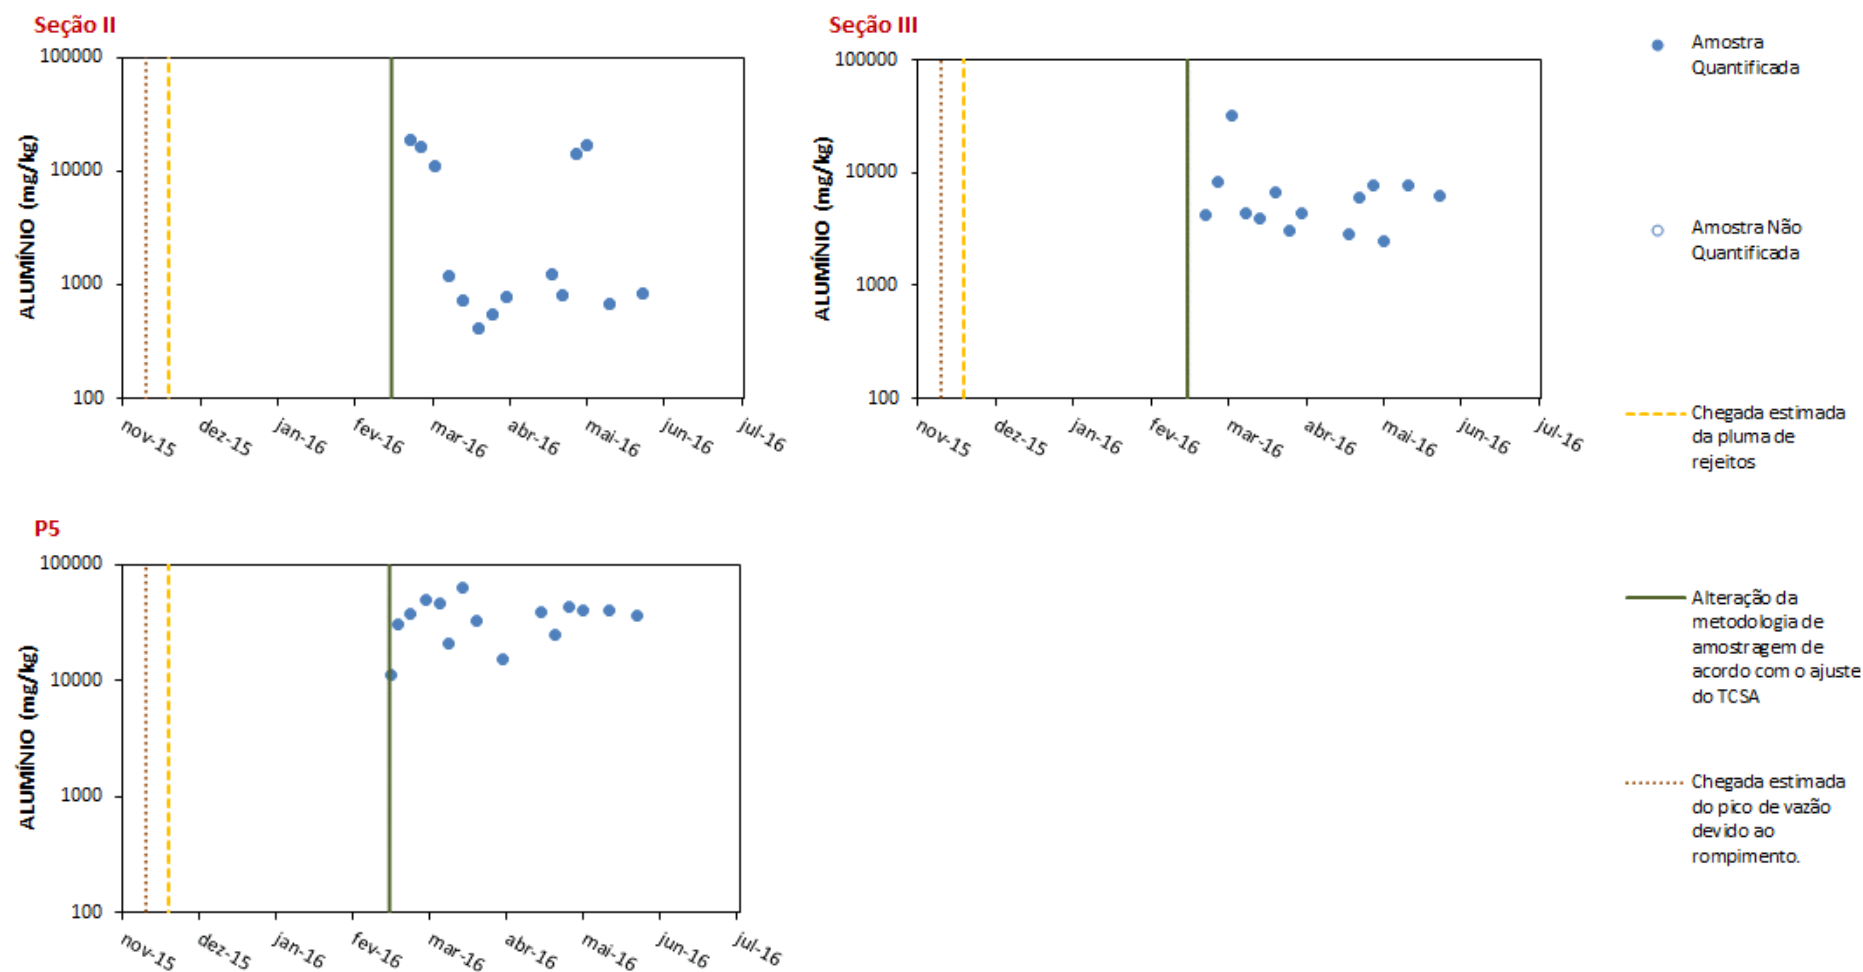 Seção II
100000
10000
1000
100
ALUMÍNIO (mg/kg)
nov-15
dez-15
jan-16
fev-16
mar-16
abr-16
mai-16
jun-16
jul-16
Seção III
100000
10000
1000
100
ALUMÍNIO (mg/kg)
nov-15
dez-15
jan-16
fev-16
mar-16
abr-16
mai-16
jun-16
jul-16
P5
100000
10000
1000
100
ALUMÍNIO (mg/kg)
nov-15
dez-15
jan-16
fev-16
mar-16
abr-16
mai-16
jun-16
jul-16
Amostra
Quantificada
Amostra Não
Quantificada
Chegada estimada
da pluma de
rejeitos
Alteração da
metodologia de
amostragem de
acordo com o ajuste
do TCSA
Chegada estimada
do pico de vazão
devido ao
rompimento.